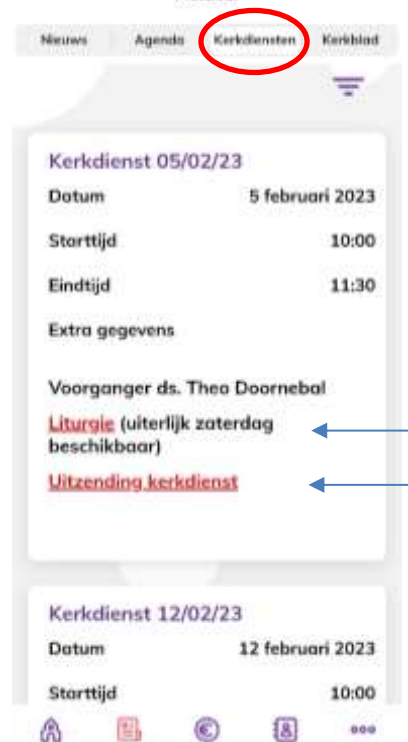 Nieuws Agenda Kerkdiensten Kerkblad
Kerkdienst 05/02/23
Datum 5 februari 2023
Starttijd 10:00
Eindtijd 11:30
Extra gegevens
Voorganger ds. Theo Doornebal
Liturgie (uiterlijk zaterdag
beschikbaar)
Uitzending kerkdienst
Kerkdienst 12/02/23
Datum 12 februari 2023
Starttijd 10:00